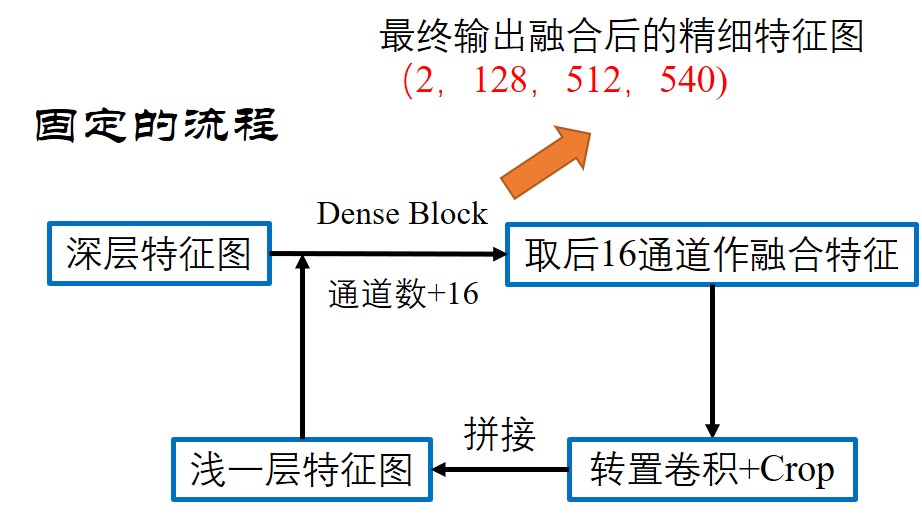 最终输出融合后的精细特征图
（2，128，512，540)
固定的流程
Dense Block
深层特征图
取后16通道作融合特征
通道数+16
拼接
浅一层特征图
转置卷积+Crop